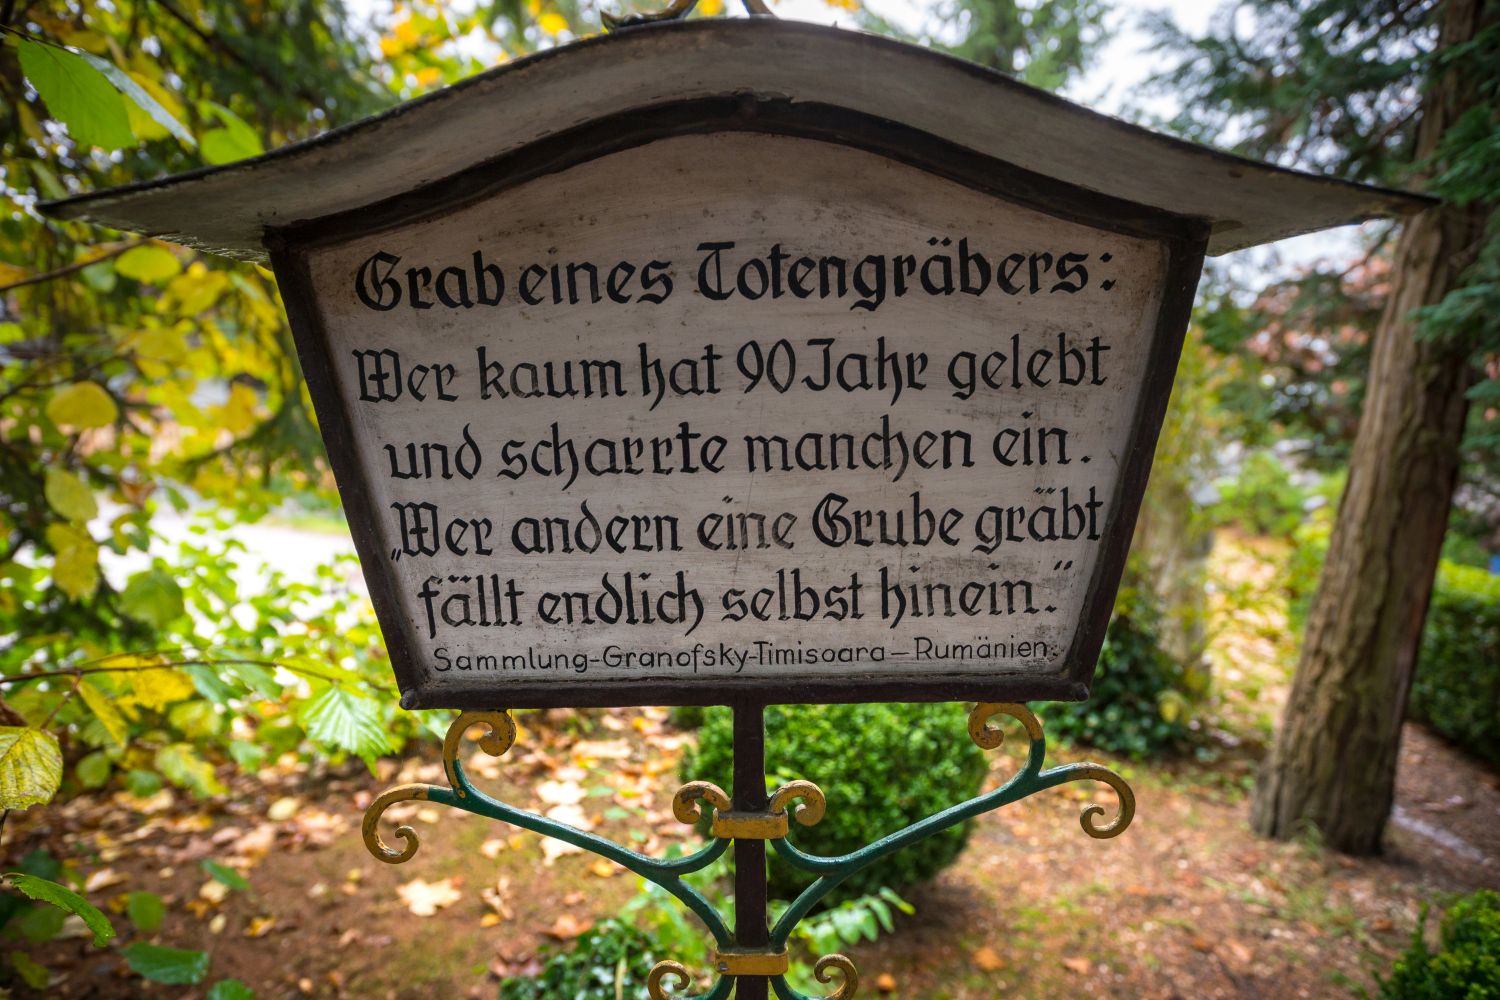 Grab eines Totengräbers:
Wer kaum hat 90 Jahr gelebt
und scharrte manchen ein.
„Wer andern eine Grube gräbt
fällt endlich selbst hinein.“
Sammlung-Granofsky-Timisoara-Rumänien.